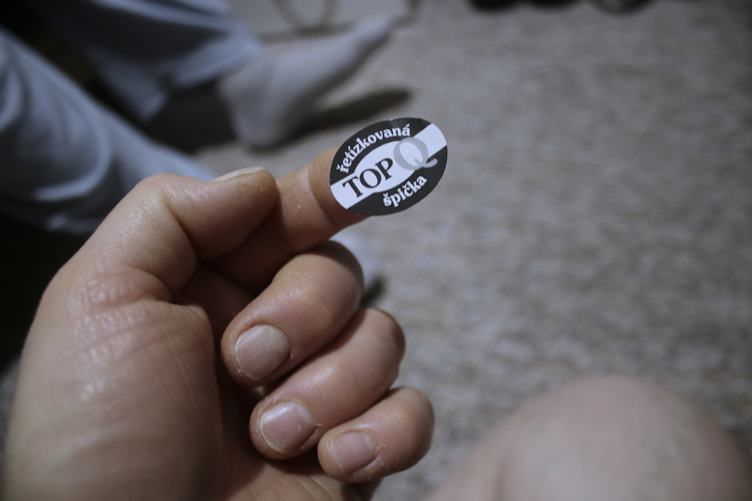 řetízkovaná
TOP Q
špička